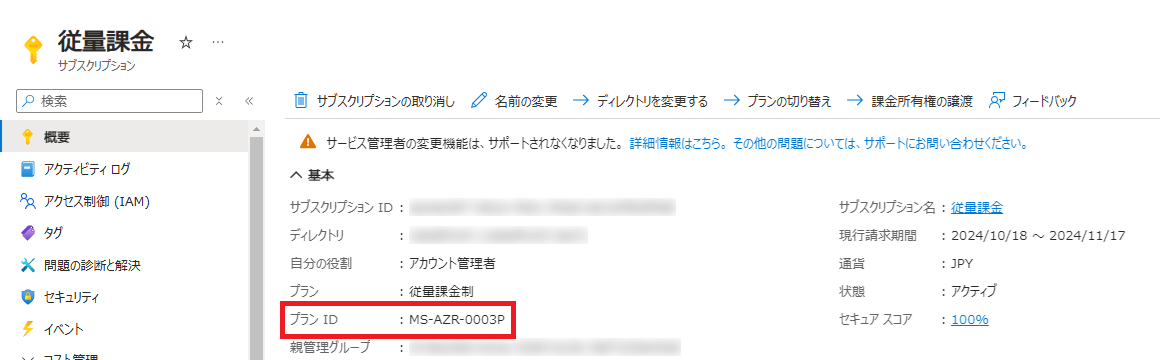 従量課金
サブスクリプション
検索
概要
アクティビティ ログ
アクセス制御 (IAM)
タグ
問題の診断と解決
セキュリティ
イベント
コスト管理
サブスクリプションの取り消し 名前の変更 ディレクトリを変更する プランの切り替え 課金所有権の譲渡 フィードバック
サービス管理者の変更機能は、サポートされなくなりました。詳細情報はこちら。その他の問題については、サポートにお問い合わせください。
基本
サブスクリプション ID :
ディレクトリ :
自分の役割 : アカウント管理者
プラン : 従量課金制
プラン ID : MS-AZR-0003P
親管理グループ :
サブスクリプション名 : 従量課金
現行請求期間 : 2024/10/18 ～ 2024/11/17
通貨 : JPY
状態 : アクティブ
セキュア スコア : 100%